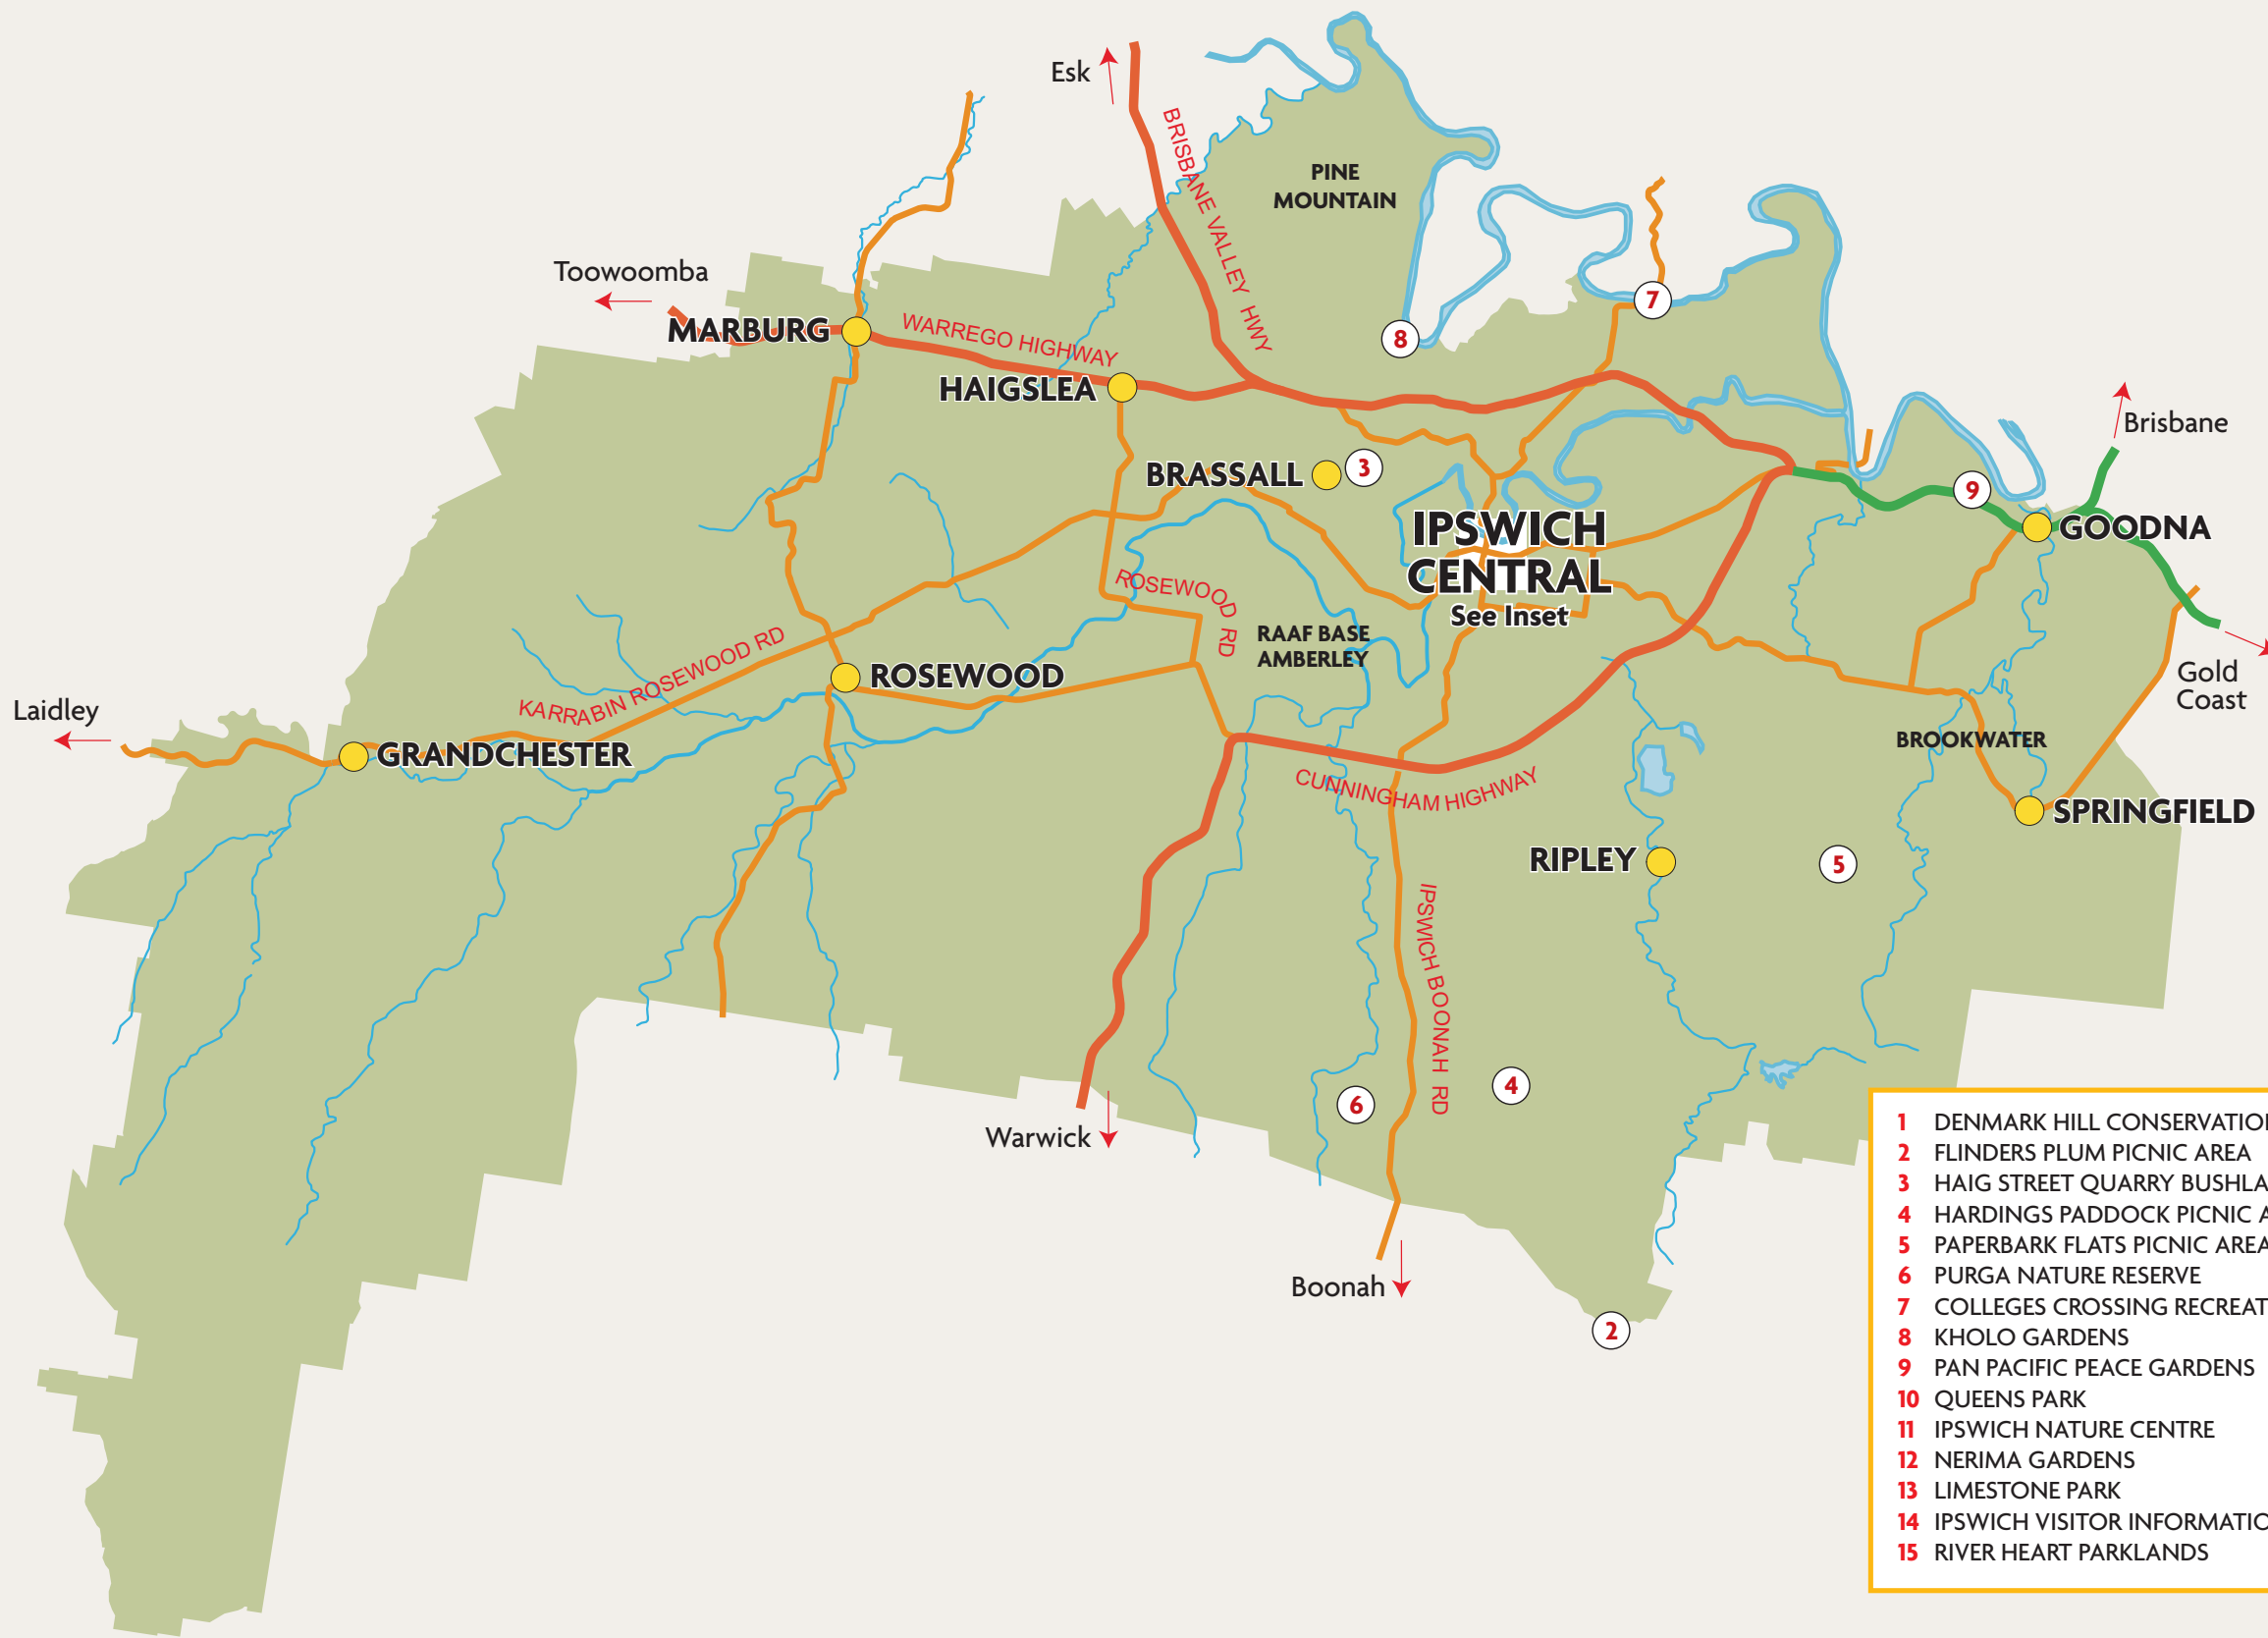 Esk
BRISBANE VALLEY HWY
PINE
MOUNTAIN
Toowoomba
7
MARBURG
WARREGO HIGHWAY
8
HAIGSLEA
Brisbane
BRASSALL
3
9
IPSWICH
CENTRAL
See Inset
GOODNA
ROSEWOOD RD
RAAF BASE
AMBERLEY
KARRABIN ROSEWOOD RD
ROSEWOOD
Gold
Coast
Laidley
GRANDCHESTER
BROOKWATER
CUNNINGHAM HIGHWAY
SPRINGFIELD
RIPLEY
5
IPSWICH BOONAH RD
4
6
Warwick
Boonah
2
1 DENMARK HILL CONSERVATIO
2 FLINDERS PLUM PICNIC AREA
3 HAIG STREET QUARRY BUSHLA
4 HARDINGS PADDOCK PICNIC A
5 PAPERBARK FLATS PICNIC AREA
6 PURGA NATURE RESERVE
7 COLLEGES CROSSING RECREAT
8 KHOLO GARDENS
9 PAN PACIFIC PEACE GARDENS
10 QUEENS PARK
11 IPSWICH NATURE CENTRE
12 NERIMA GARDENS
13 LIMESTONE PARK
14 IPSWICH VISITOR INFORMATIO
15 RIVER HEART PARKLANDS